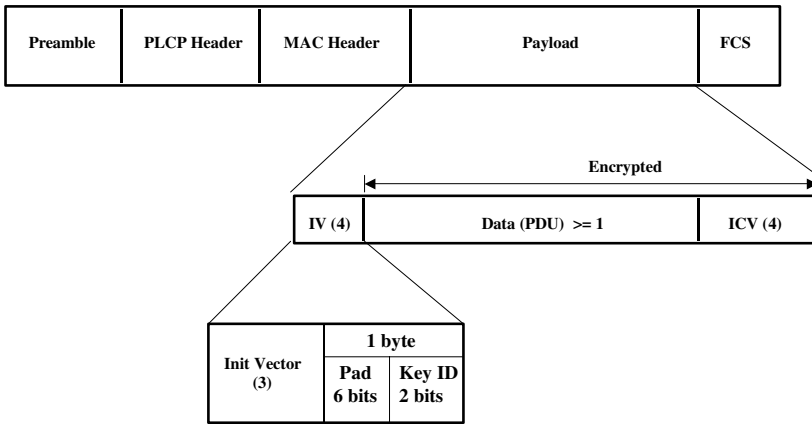 Preamble PLCP Header MAC Header Payload FCS
Encrypted
IV (4) Data (PDU) >= 1 ICV (4)
1 byte
Init Vector
(3)
Pad
6 bits
Key ID
2 bits